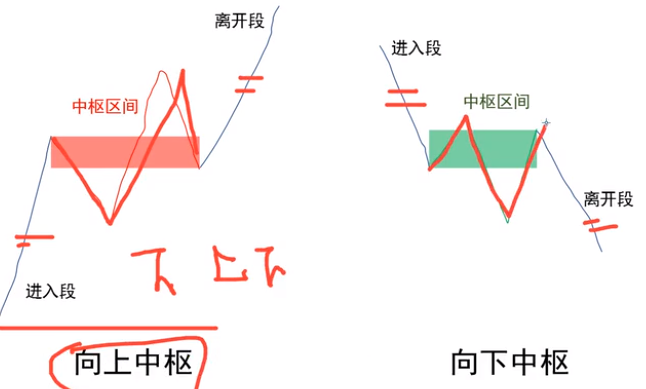 离开段
进入段
中枢区间
中枢区间
离开段
下上下
进入段
向上中枢
向下中枢